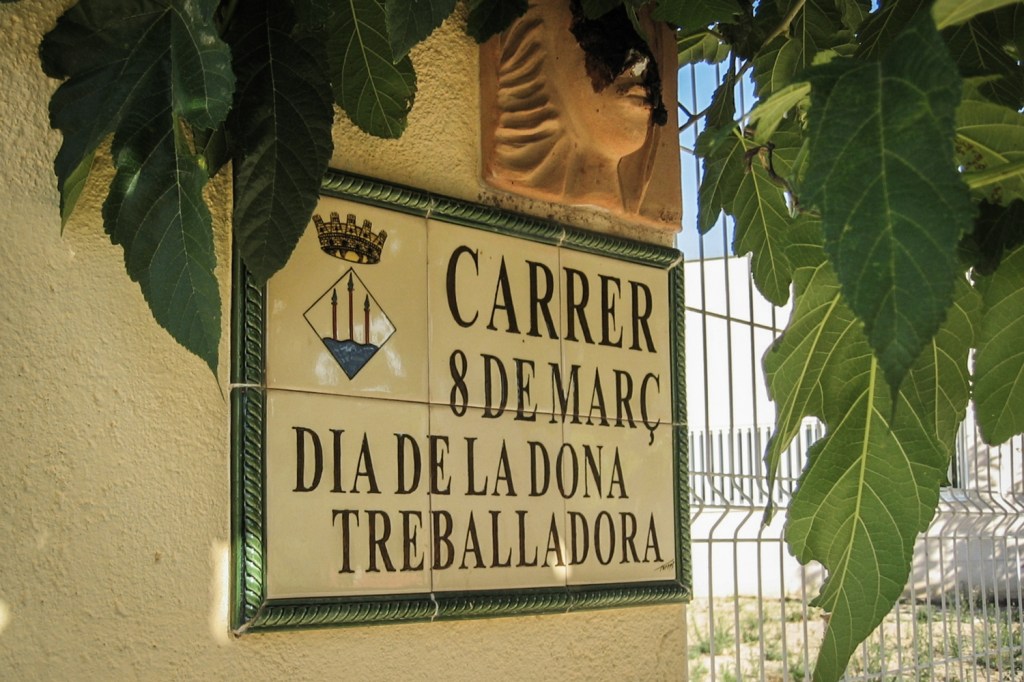 CARRER
8 DE MARÇ
DIA DE LA DONA
TREBALLADORA